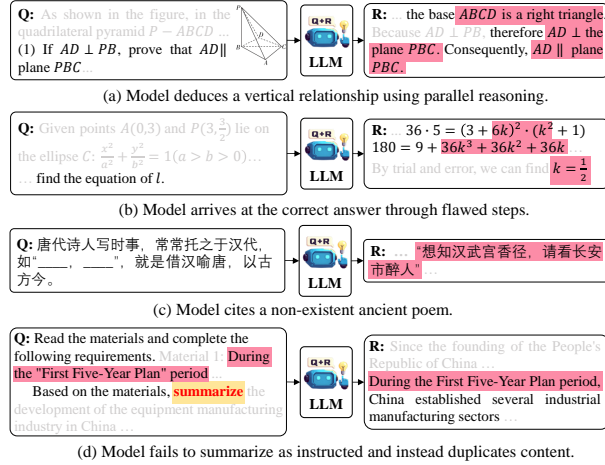 Q: As shown in the figure, in the
quadrilateral pyramid P − ABCD ...
(1) If AD ⊥ PB, prove that AD∥
plane PBC...
P
D
B
C
A
Q+R
LLM
R: ... the base ABCD is a right triangle.
Because AD ⊥ PB, therefore AD ⊥ the
plane PBC. Consequently, AD ∥ plane
PBC.
(a) Model deduces a vertical relationship using parallel reasoning.
Q: Given points A(0,3) and P(3, 3/2) lie on
the ellipse C: x²/a² + y²/b² = 1(a > b > 0)...
... find the equation of l.
Q+R
LLM
R: ... 36 · 5 = (3 + 6k)² · (k² + 1)
180 = 9 + 36k³ + 36k² + 36k ...
By trial and error, we can find k = 1/2
(b) Model arrives at the correct answer through flawed steps.
Q: 唐代诗人写时事，常常托之于汉代，
如“____，____”，就是借汉喻唐，以古
方今。
Q+R
LLM
R: ... “想知汉武宫香径，请看长安
市醉人” ...
(c) Model cites a non-existent ancient poem.
Q: Read the materials and complete the
following requirements. Material 1: During
the "First Five-Year Plan" period ...
Based on the materials, summarize the
development of the equipment manufacturing
industry in China ...
Q+R
LLM
R: Since the founding of the People's
Republic of China ...
During the First Five-Year Plan period,
China established several industrial
manufacturing sectors ...
(d) Model fails to summarize as instructed and instead duplicates content.